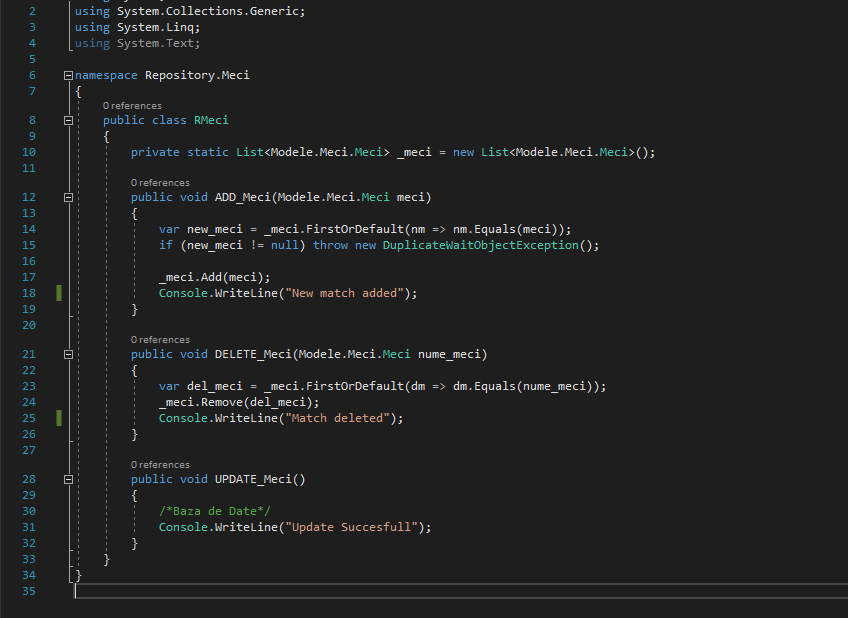 2 using System.Collections.Generic;
3 using System.Linq;
4 using System.Text;
5
6 namespace Repository.Meci
7 {
0 references
8 public class RMeci
9 {
10 private static List<Modele.Meci.Meci> _meci = new List<Modele.Meci.Meci>();
11
0 references
12 public void ADD_Meci(Modele.Meci.Meci meci)
13 {
14 var new_meci = _meci.FirstOrDefault(nm => nm.Equals(meci));
15 if (new_meci != null) throw new DuplicateWaitObjectException();
16
17 _meci.Add(meci);
18 Console.WriteLine("New match added");
19 }
20
0 references
21 public void DELETE_Meci(Modele.Meci.Meci nume_meci)
22 {
23 var del_meci = _meci.FirstOrDefault(dm => dm.Equals(nume_meci));
24 _meci.Remove(del_meci);
25 Console.WriteLine("Match deleted");
26 }
27
0 references
28 public void UPDATE_Meci()
29 {
30 /*Baza de Date*/
31 Console.WriteLine("Update Succesfull");
32 }
33 }
34 }
35